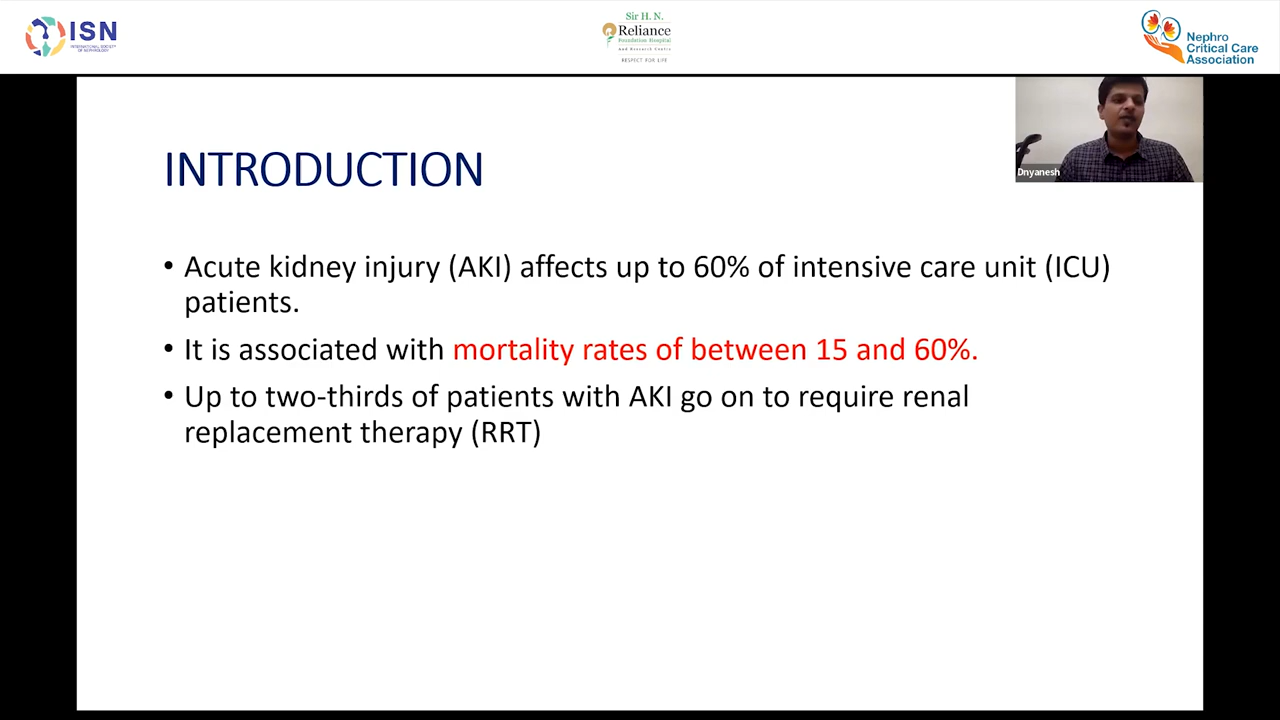 ISN
INTERNATIONAL SOCIETY
OF NEPHROLOGY
Sir H. N.
Reliance
Foundation Hospital
And Research Centre
RESPECT FOR LIFE
Nephro
Critical Care
Association
Dnyanesh
INTRODUCTION
• Acute kidney injury (AKI) affects up to 60% of intensive care unit (ICU)
patients.
• It is associated with mortality rates of between 15 and 60%.
• Up to two-thirds of patients with AKI go on to require renal
replacement therapy (RRT)